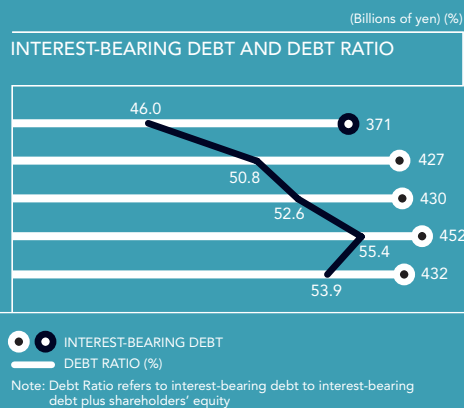 (Billions of yen) (%)
INTEREST-BEARING DEBT AND DEBT RATIO
46.0
371
427
50.8
430
52.6
452
55.4
432
53.9
INTEREST-BEARING DEBT
DEBT RATIO (%)
Note: Debt Ratio refers to interest-bearing debt to interest-bearing
debt plus shareholders' equity